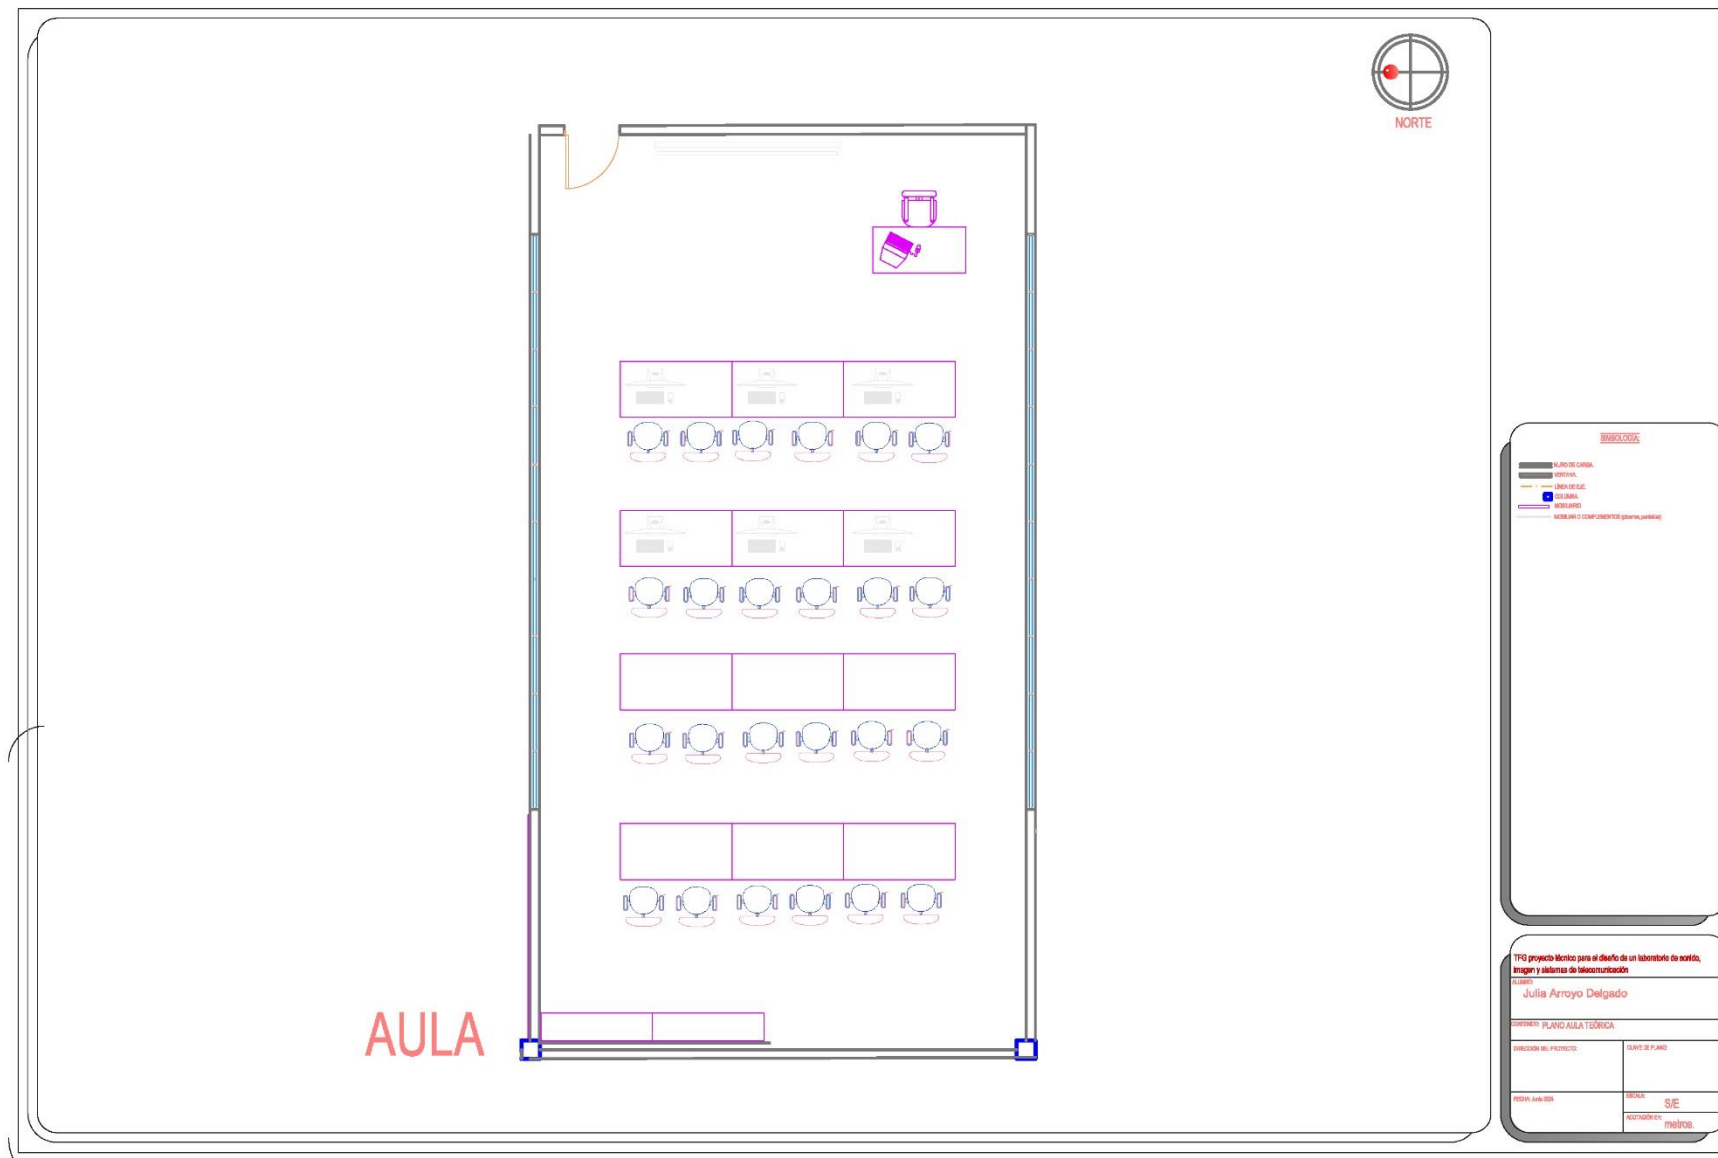 NORTE
AULA
SIMBOLOGÍA:
MURO DE CARGA.
VENTANA.
LÍNEA DE EJE.
COLUMNA.
MOBILIARIO
MOBILIARIO COMPLEMENTOS (pizarras, pantallas)
TFG proyecto técnico para el diseño de un laboratorio de sonido,
imagen y sistemas de telecomunicación
ALUMNO:
Julia Arroyo Delgado
CONTENIDO: PLANO AULA TEÓRICA
DIRECCIÓN DEL PROYECTO:
CLAVE DE PLANO:
FECHA: Junio 2024
ESCALA:
S/E
ACOTACIÓN EN:
metros.